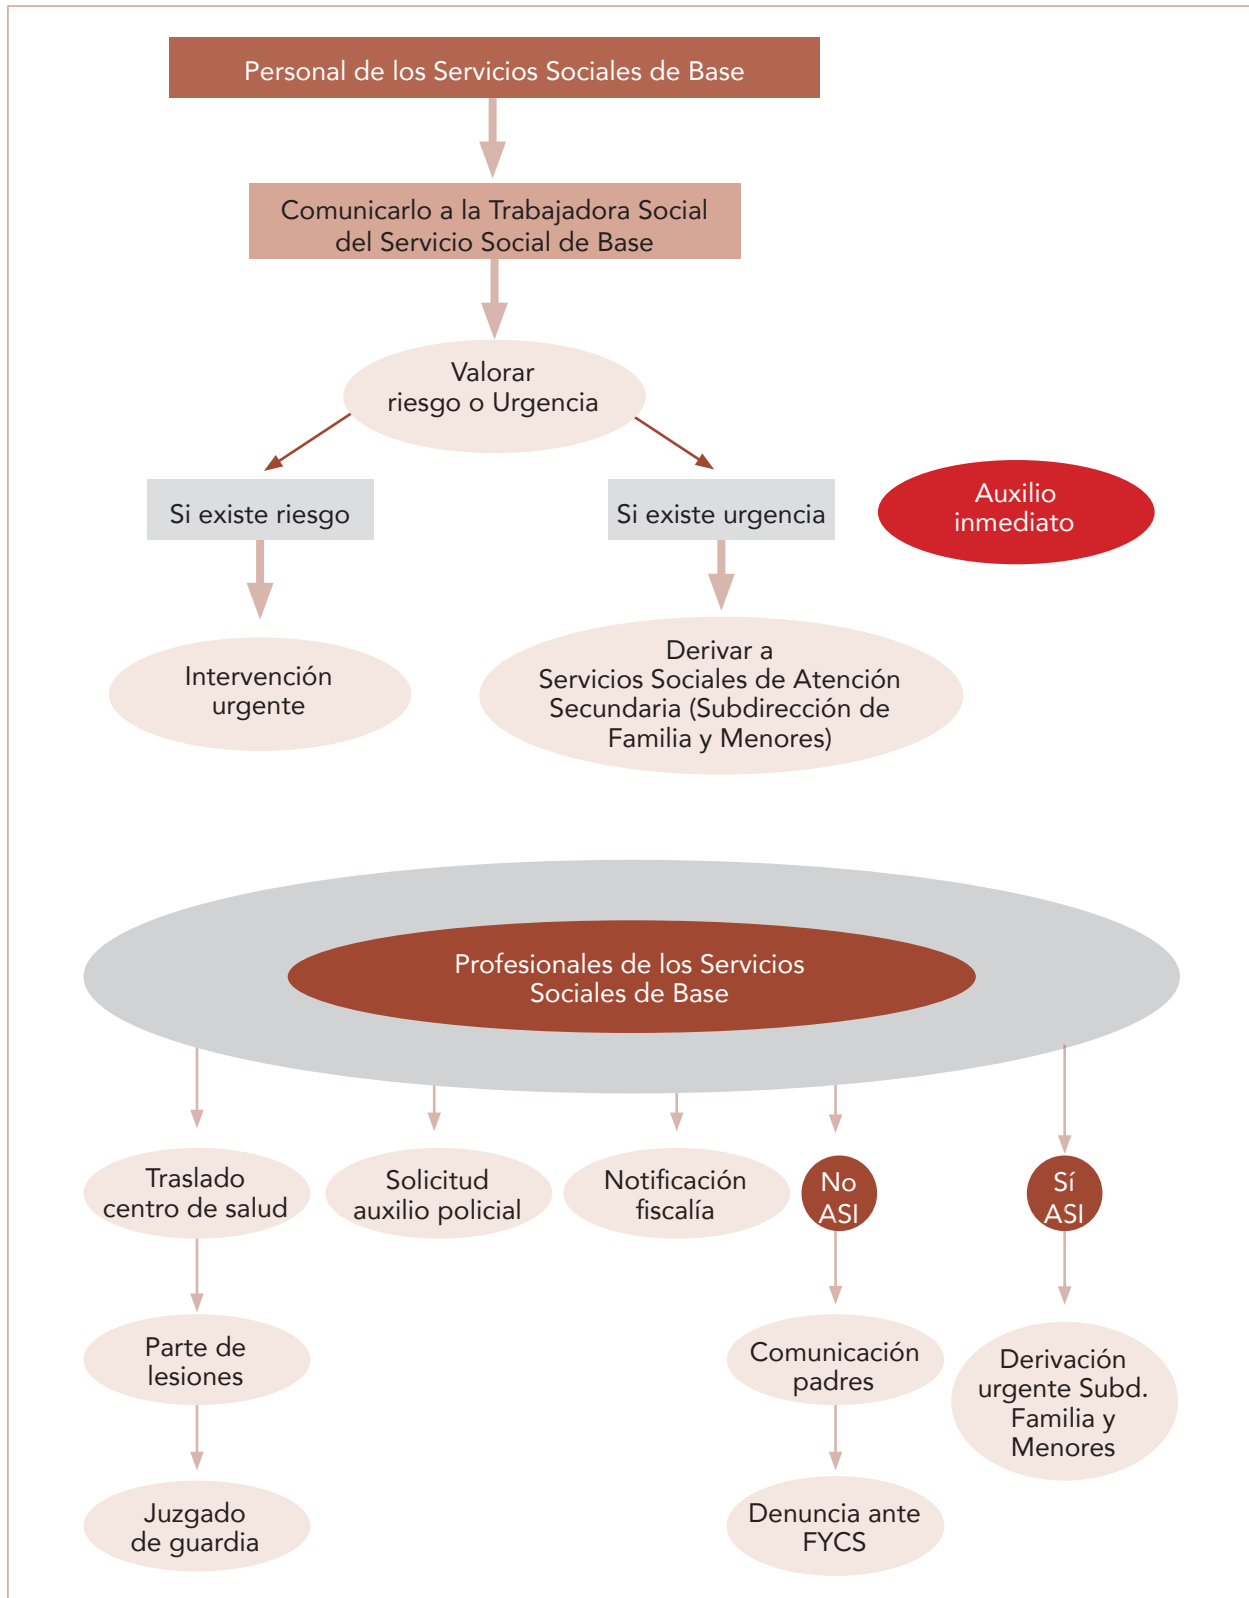 Personal de los Servicios Sociales de Base
Comunicarlo a la Trabajadora Social
del Servicio Social de Base
Valorar
riesgo o Urgencia
Si existe riesgo
Si existe urgencia
Auxilio
inmediato
Intervención
urgente
Derivar a
Servicios Sociales de Atención
Secundaria (Subdirección de
Familia y Menores)
Profesionales de los Servicios
Sociales de Base
Traslado
centro de salud
Solicitud
auxilio policial
Notificación
fiscalía
No
ASI
Sí
ASI
Parte de
lesiones
Comunicación
padres
Derivación
urgente Subd.
Familia y
Menores
Juzgado
de guardia
Denuncia ante
FYCS